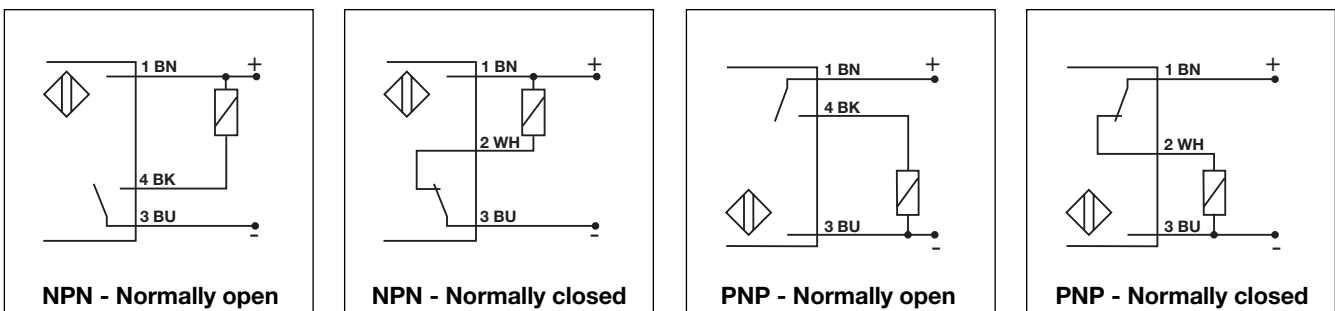 1 BN
+
4 BK
3 BU
-
NPN - Normally open
1 BN
+
2 WH
3 BU
-
NPN - Normally closed
1 BN
+
4 BK
3 BU
-
PNP - Normally open
1 BN
+
2 WH
3 BU
-
PNP - Normally closed